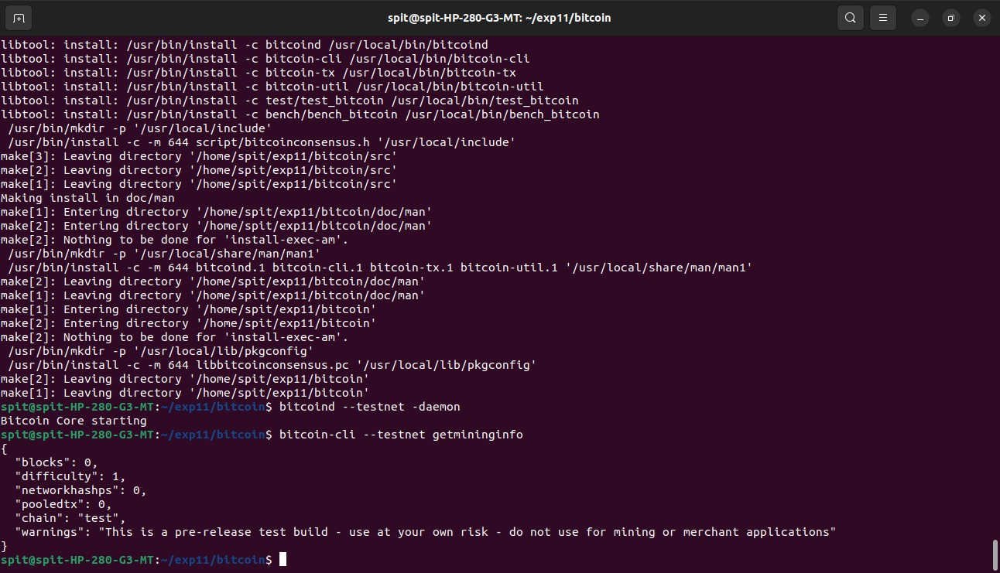 spit@spit-HP-280-G3-MT: ~/exp11/bitcoin
libtool: install: /usr/bin/install -c bitcoind /usr/local/bin/bitcoind
libtool: install: /usr/bin/install -c bitcoin-cli /usr/local/bin/bitcoin-cli
libtool: install: /usr/bin/install -c bitcoin-tx /usr/local/bin/bitcoin-tx
libtool: install: /usr/bin/install -c bitcoin-util /usr/local/bin/bitcoin-util
libtool: install: /usr/bin/install -c test/test_bitcoin /usr/local/bin/test_bitcoin
libtool: install: /usr/bin/install -c bench/bench_bitcoin /usr/local/bin/bench_bitcoin
 /usr/bin/mkdir -p '/usr/local/include'
 /usr/bin/install -c -m 644 script/bitcoinconsensus.h '/usr/local/include'
make[3]: Leaving directory '/home/spit/exp11/bitcoin/src'
make[2]: Leaving directory '/home/spit/exp11/bitcoin/src'
make[1]: Leaving directory '/home/spit/exp11/bitcoin/src'
Making install in doc/man
make[1]: Entering directory '/home/spit/exp11/bitcoin/doc/man'
make[2]: Entering directory '/home/spit/exp11/bitcoin/doc/man'
make[2]: Nothing to be done for 'install-exec-am'.
 /usr/bin/mkdir -p '/usr/local/share/man/man1'
 /usr/bin/install -c -m 644 bitcoind.1 bitcoin-cli.1 bitcoin-tx.1 bitcoin-util.1 '/usr/local/share/man/man1'
make[2]: Leaving directory '/home/spit/exp11/bitcoin/doc/man'
make[1]: Leaving directory '/home/spit/exp11/bitcoin/doc/man'
make[1]: Entering directory '/home/spit/exp11/bitcoin'
make[2]: Entering directory '/home/spit/exp11/bitcoin'
make[2]: Nothing to be done for 'install-exec-am'.
 /usr/bin/mkdir -p '/usr/local/lib/pkgconfig'
 /usr/bin/install -c -m 644 libbitcoinconsensus.pc '/usr/local/lib/pkgconfig'
make[2]: Leaving directory '/home/spit/exp11/bitcoin'
make[1]: Leaving directory '/home/spit/exp11/bitcoin'
spit@spit-HP-280-G3-MT:~/exp11/bitcoin$ bitcoind --testnet -daemon
Bitcoin Core starting
spit@spit-HP-280-G3-MT:~/exp11/bitcoin$ bitcoin-cli --testnet getmininginfo
{
  "blocks": 0,
  "difficulty": 1,
  "networkhashps": 0,
  "pooledtx": 0,
  "chain": "test",
  "warnings": "This is a pre-release test build - use at your own risk - do not use for mining or merchant applications"
}
spit@spit-HP-280-G3-MT:~/exp11/bitcoin$